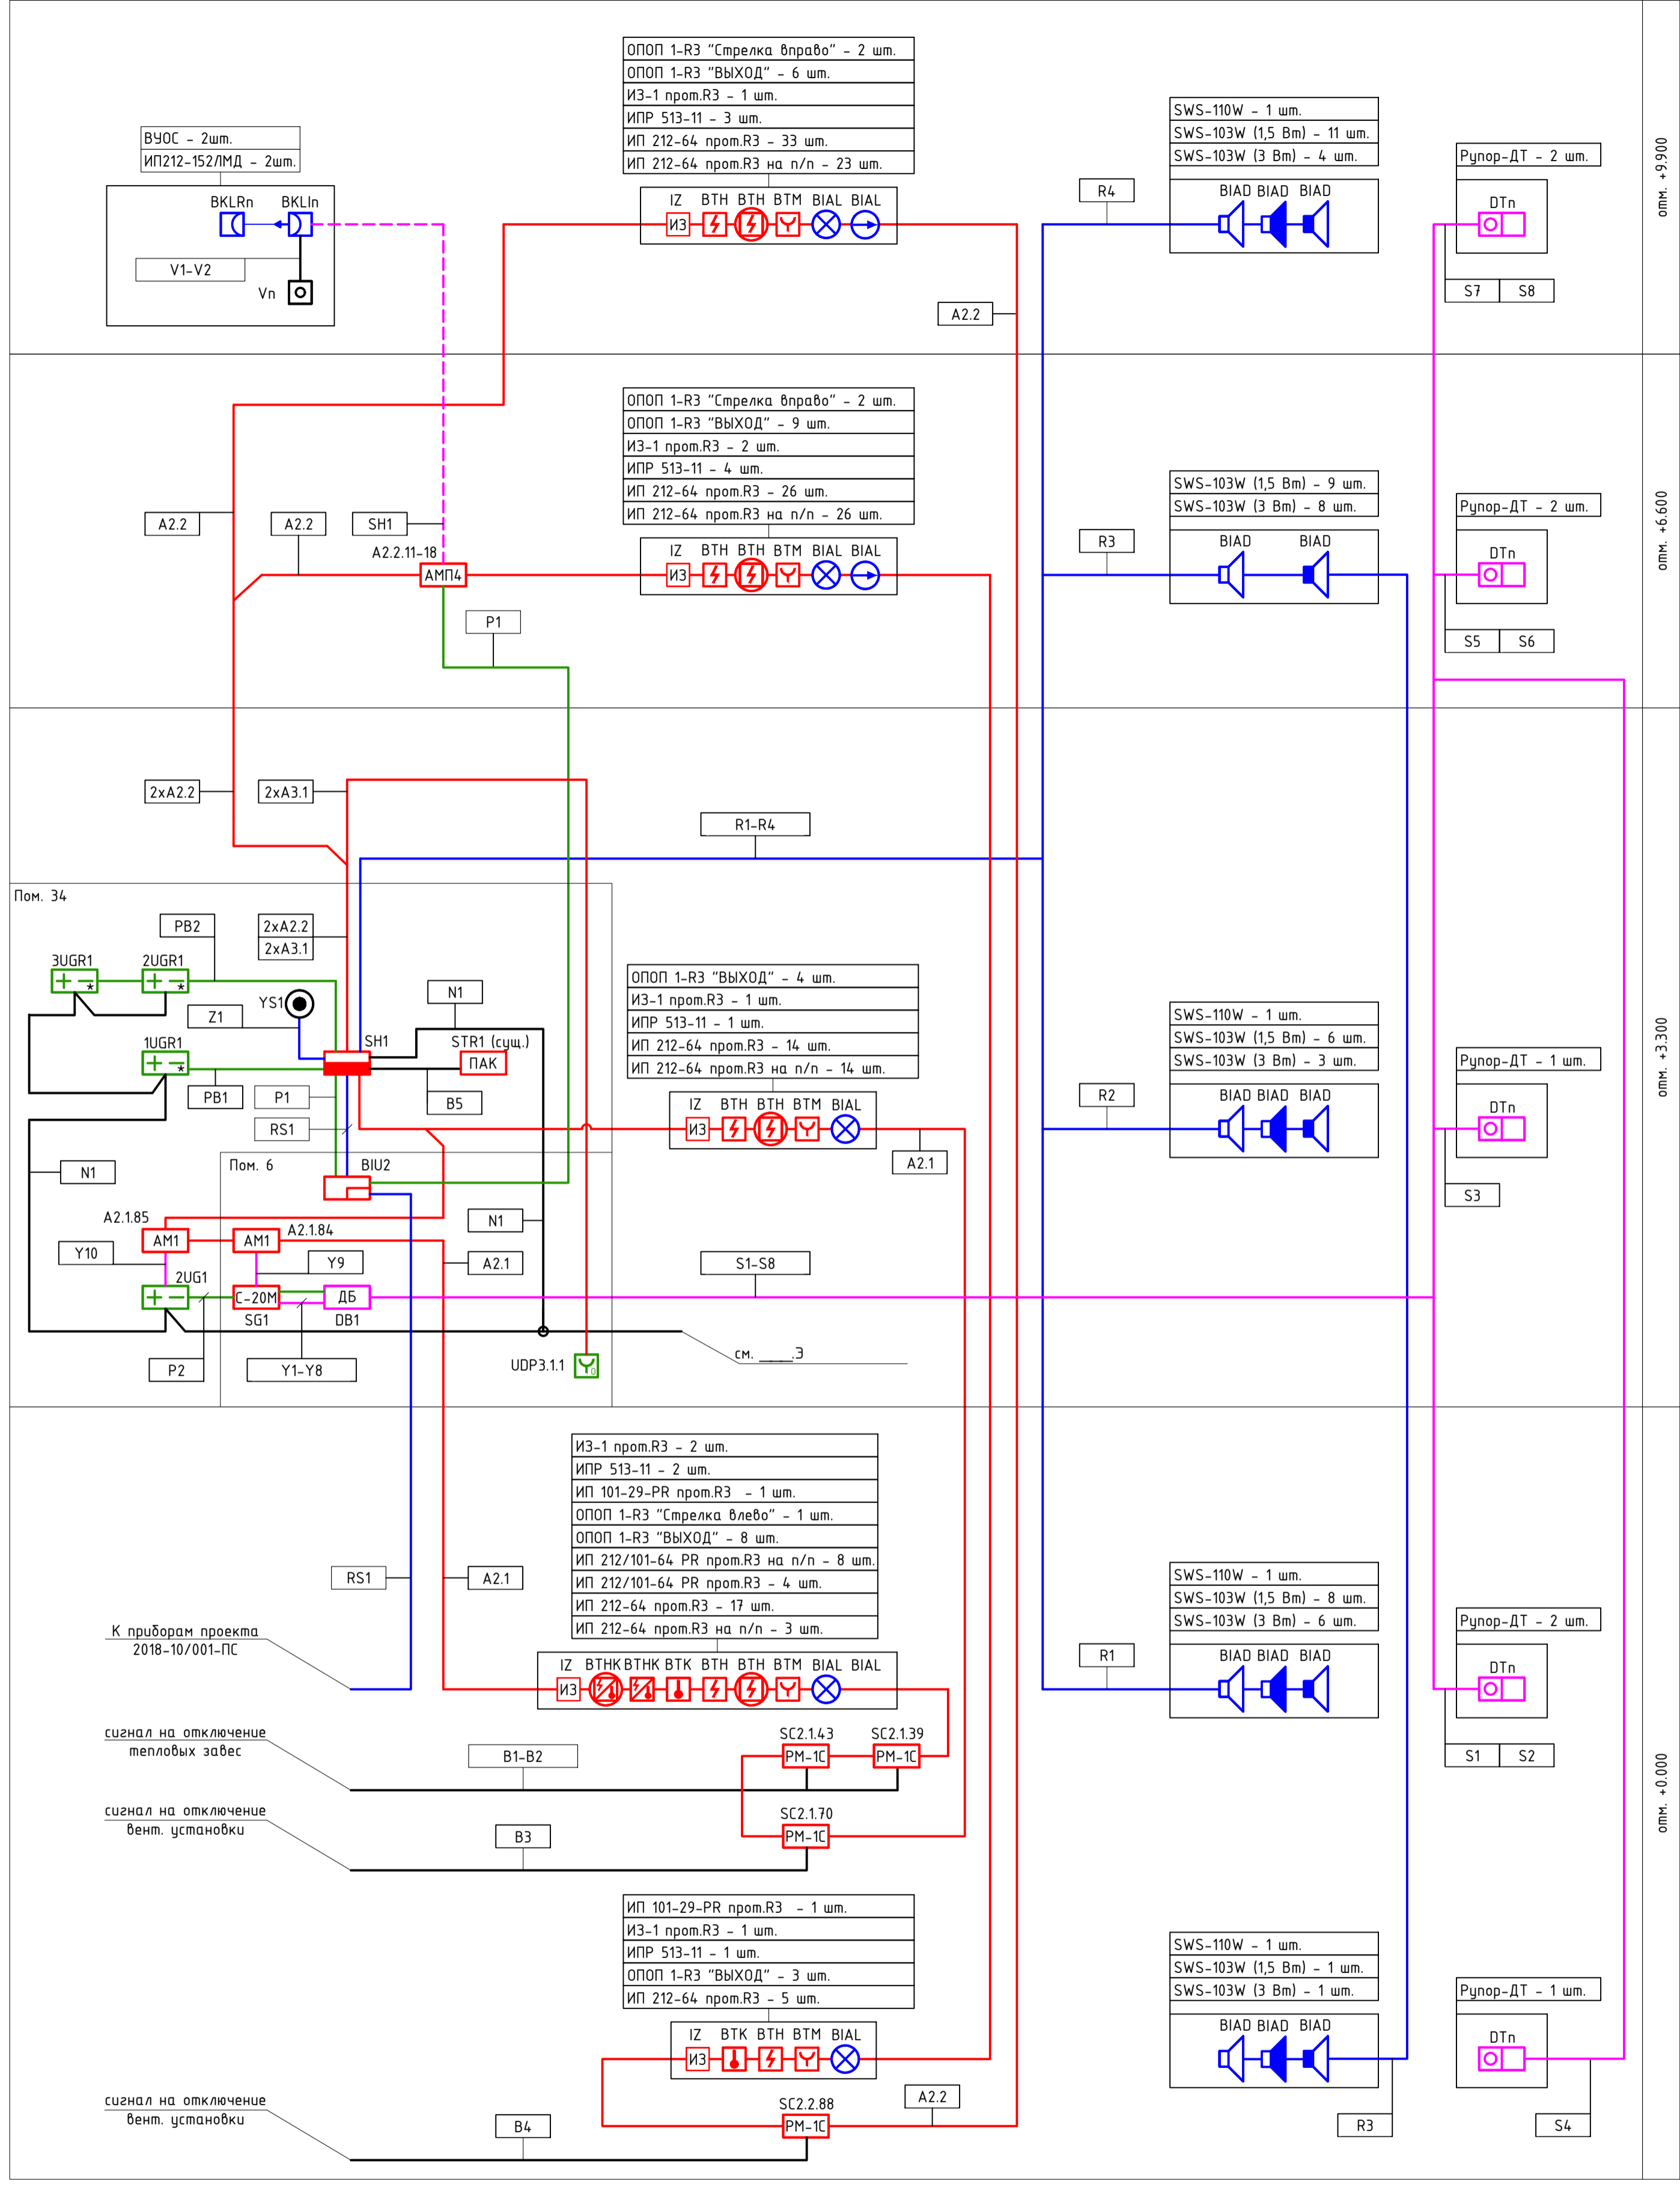 ОПОП 1-R3 "Стрелка вправо" - 2 шт.
ОПОП 1-R3 "ВЫХОД" - 6 шт.
ИЗ-1 прот.R3 - 1 шт.
ИПР 513-11 - 3 шт.
ИП 212-64 прот.R3 - 33 шт.
ИП 212-64 прот.R3 на п/п - 23 шт.
IZ BTH BTH BTM BIAL BIAL
ИЗ
ВУОС - 2шт.
ИП212-152ЛМД - 2шт.
BKLRn BKLIn
V1-V2
Vn
A2.2
R4
SWS-110W - 1 шт.
SWS-103W (1,5 Вт) - 11 шт.
SWS-103W (3 Вт) - 4 шт.
BIAD BIAD BIAD
Рупор-ДТ - 2 шт.
DTn
S7 S8
отм. +9.900
ОПОП 1-R3 "Стрелка вправо" - 2 шт.
ОПОП 1-R3 "ВЫХОД" - 9 шт.
ИЗ-1 прот.R3 - 2 шт.
ИПР 513-11 - 4 шт.
ИП 212-64 прот.R3 - 26 шт.
ИП 212-64 прот.R3 на п/п - 26 шт.
IZ BTH BTH BTM BIAL BIAL
ИЗ
A2.2
A2.2
SH1
A2.2.11-18
АМП4
P1
R3
SWS-103W (1,5 Вт) - 9 шт.
SWS-103W (3 Вт) - 8 шт.
BIAD BIAD
Рупор-ДТ - 2 шт.
DTn
S5 S6
отм. +6.600
2xA2.2
2xA3.1
R1-R4
Пом. 34
PB2
2xA2.2
2xA3.1
3UGR1 2UGR1
*
*
YS1
Z1
N1
1UGR1
*
SH1
STR1 (сущ.)
ПАК
PB1
P1
B5
RS1
ОПОП 1-R3 "ВЫХОД" - 4 шт.
ИЗ-1 прот.R3 - 1 шт.
ИПР 513-11 - 1 шт.
ИП 212-64 прот.R3 - 14 шт.
ИП 212-64 прот.R3 на п/п - 14 шт.
IZ BTH BTH BTM BIAL
ИЗ
A2.1
Пом. 6
BIU2
N1
A2.1.85
АМ1
АМ1
A2.1.84
N1
Y10
Y9
A2.1
2UG1
С-20М
ДБ
SG1
DB1
P2
Y1-Y8
S1-S8
UDP3.1.1
см. ____.Э
R2
SWS-110W - 1 шт.
SWS-103W (1,5 Вт) - 6 шт.
SWS-103W (3 Вт) - 3 шт.
BIAD BIAD BIAD
Рупор-ДТ - 1 шт.
DTn
S3
отм. +3.300
ИЗ-1 прот.R3 - 2 шт.
ИПР 513-11 - 2 шт.
ИП 101-29-PR прот.R3 - 1 шт.
ОПОП 1-R3 "Стрелка влево" - 1 шт.
ОПОП 1-R3 "ВЫХОД" - 8 шт.
ИП 212/101-64 PR прот.R3 на п/п - 8 шт.
ИП 212/101-64 PR прот.R3 - 4 шт.
ИП 212-64 прот.R3 - 17 шт.
ИП 212-64 прот.R3 на п/п - 3 шт.
IZ BTHK BTHK BTK BTH BTH BTM BIAL BIAL
ИЗ
RS1
A2.1
К приборам проекта
2018-10/001-ПС
сигнал на отключение
тепловых завес
B1-B2
SC2.1.43
РМ-1С
SC2.1.39
РМ-1С
сигнал на отключение
вент. установки
B3
SC2.1.70
РМ-1С
R1
SWS-110W - 1 шт.
SWS-103W (1,5 Вт) - 8 шт.
SWS-103W (3 Вт) - 6 шт.
BIAD BIAD BIAD
Рупор-ДТ - 2 шт.
DTn
S1 S2
отм. +0.000
ИП 101-29-PR прот.R3 - 1 шт.
ИЗ-1 прот.R3 - 1 шт.
ИПР 513-11 - 1 шт.
ОПОП 1-R3 "ВЫХОД" - 3 шт.
ИП 212-64 прот.R3 - 5 шт.
IZ BTK BTH BTM BIAL
ИЗ
A2.2
SC2.2.88
РМ-1С
сигнал на отключение
вент. установки
B4
SWS-110W - 1 шт.
SWS-103W (1,5 Вт) - 1 шт.
SWS-103W (3 Вт) - 1 шт.
BIAD BIAD BIAD
R3
Рупор-ДТ - 1 шт.
DTn
S4